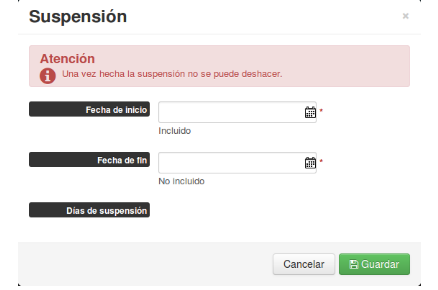 Suspensión
×
Atención
Una vez hecha la suspensión no se puede deshacer.
Fecha de inicio *
Incluido
Fecha de fin *
No incluido
Días de suspensión
Cancelar Guardar